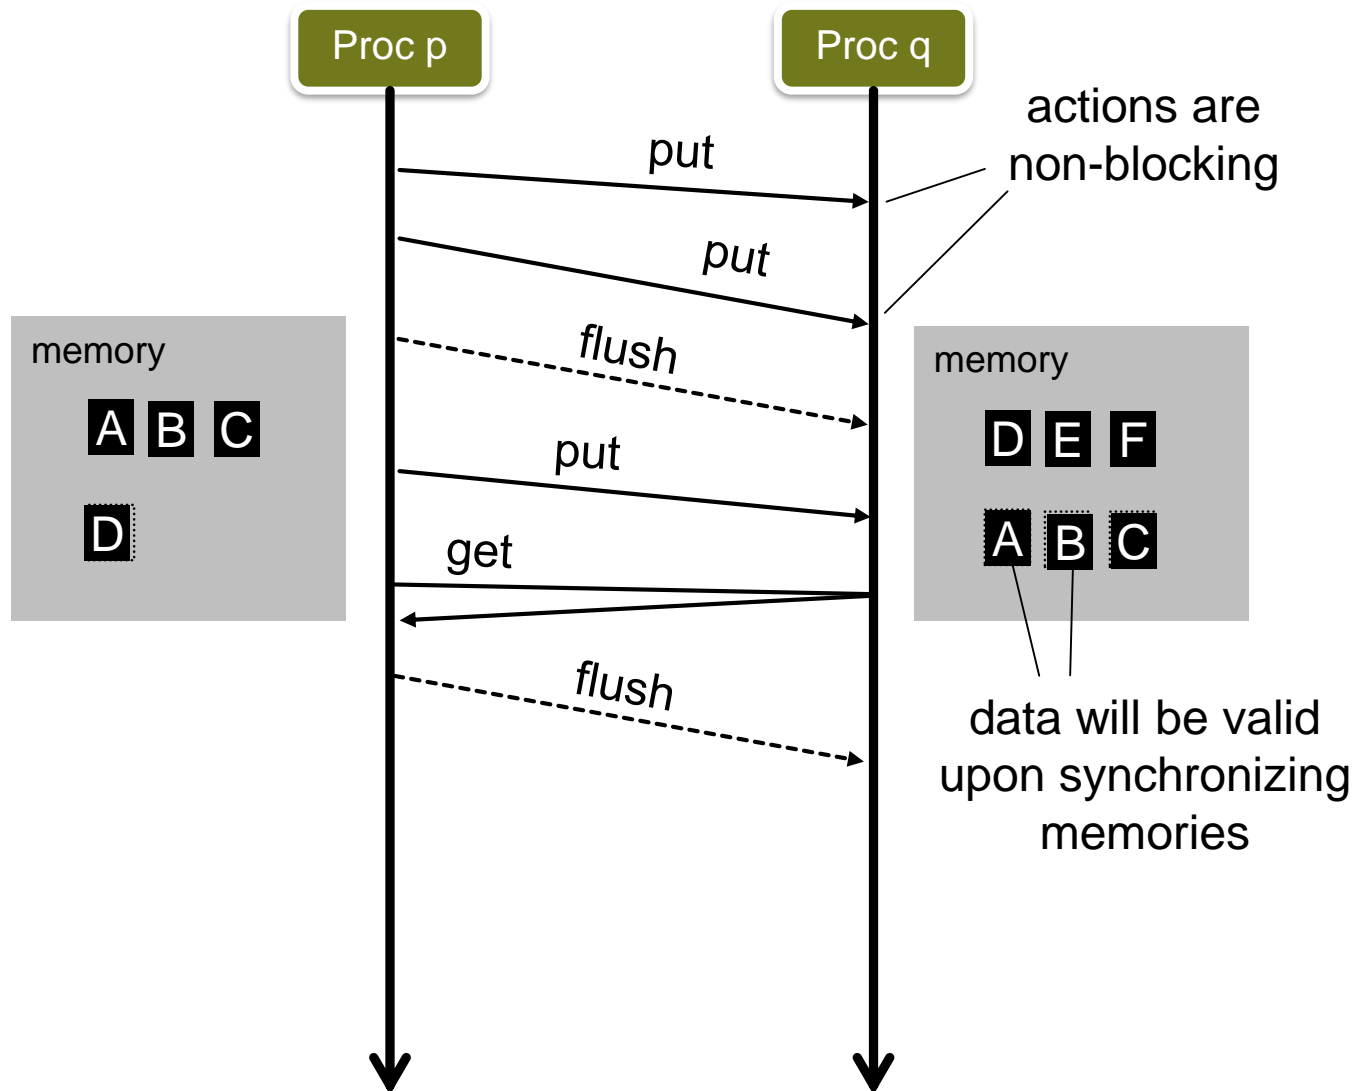 Proc p
Proc q
actions are
non-blocking
put
put
flush
memory
A B C
D
memory
D E F
A B C
put
get
flush
data will be valid
upon synchronizing
memories